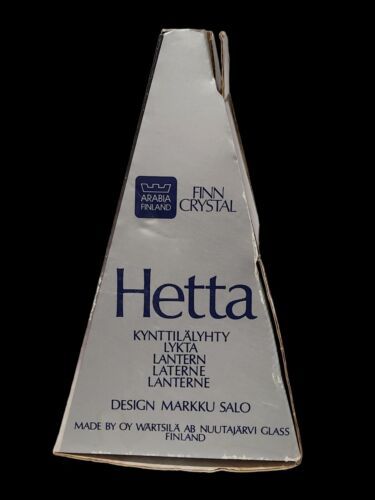 ARABIA
FINLAND
FINN
CRYSTAL
Hetta
KYNTTILÄLYHTY
LYKTA
LANTERN
LATERNE
LANTERNE
DESIGN MARKKU SALO
MADE BY OY WÄRTSILÄ AB NUUTAJÄRVI GLASS
FINLAND